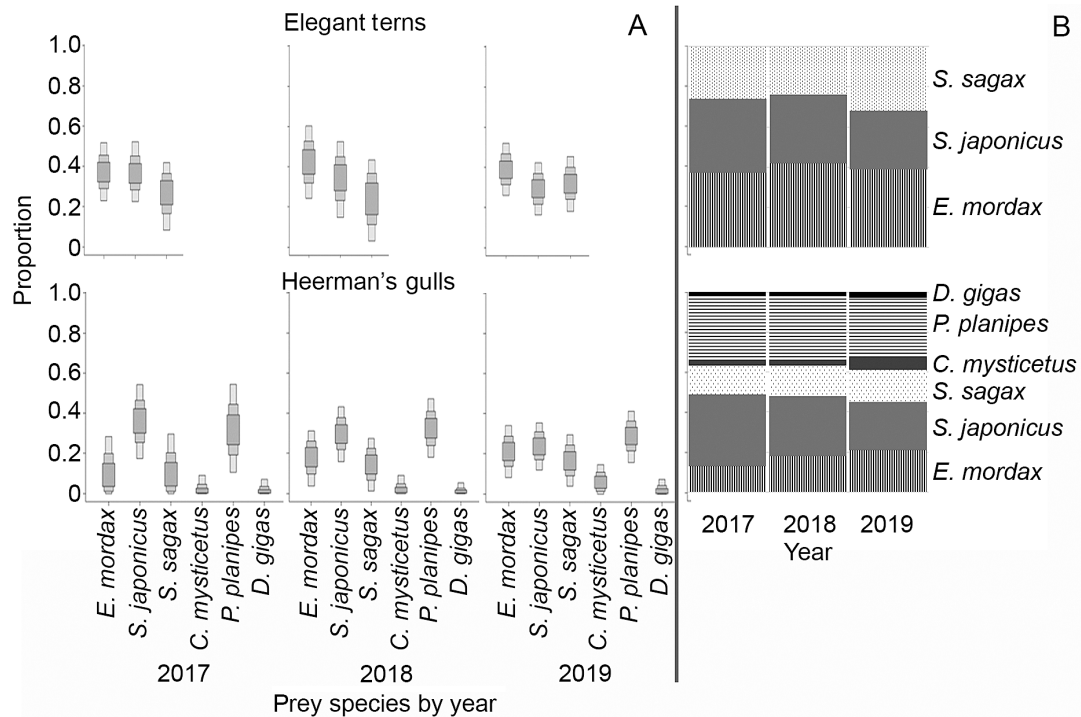 Elegant terns
A
B
Proportion
1.0
0.8
0.6
0.4
0.2
0
S. sagax
S. japonicus
E. mordax
Heerman's gulls
1.0
0.8
0.6
0.4
0.2
0
D. gigas
P. planipes
C. mysticetus
S. sagax
S. japonicus
E. mordax
E. mordax
S. japonicus
S. sagax
C. mysticetus
P. planipes
D. gigas
E. mordax
S. japonicus
S. sagax
C. mysticetus
P. planipes
D. gigas
E. mordax
S. japonicus
S. sagax
C. mysticetus
P. planipes
D. gigas
2017 2018 2019
Prey species by year
2017 2018 2019
Year